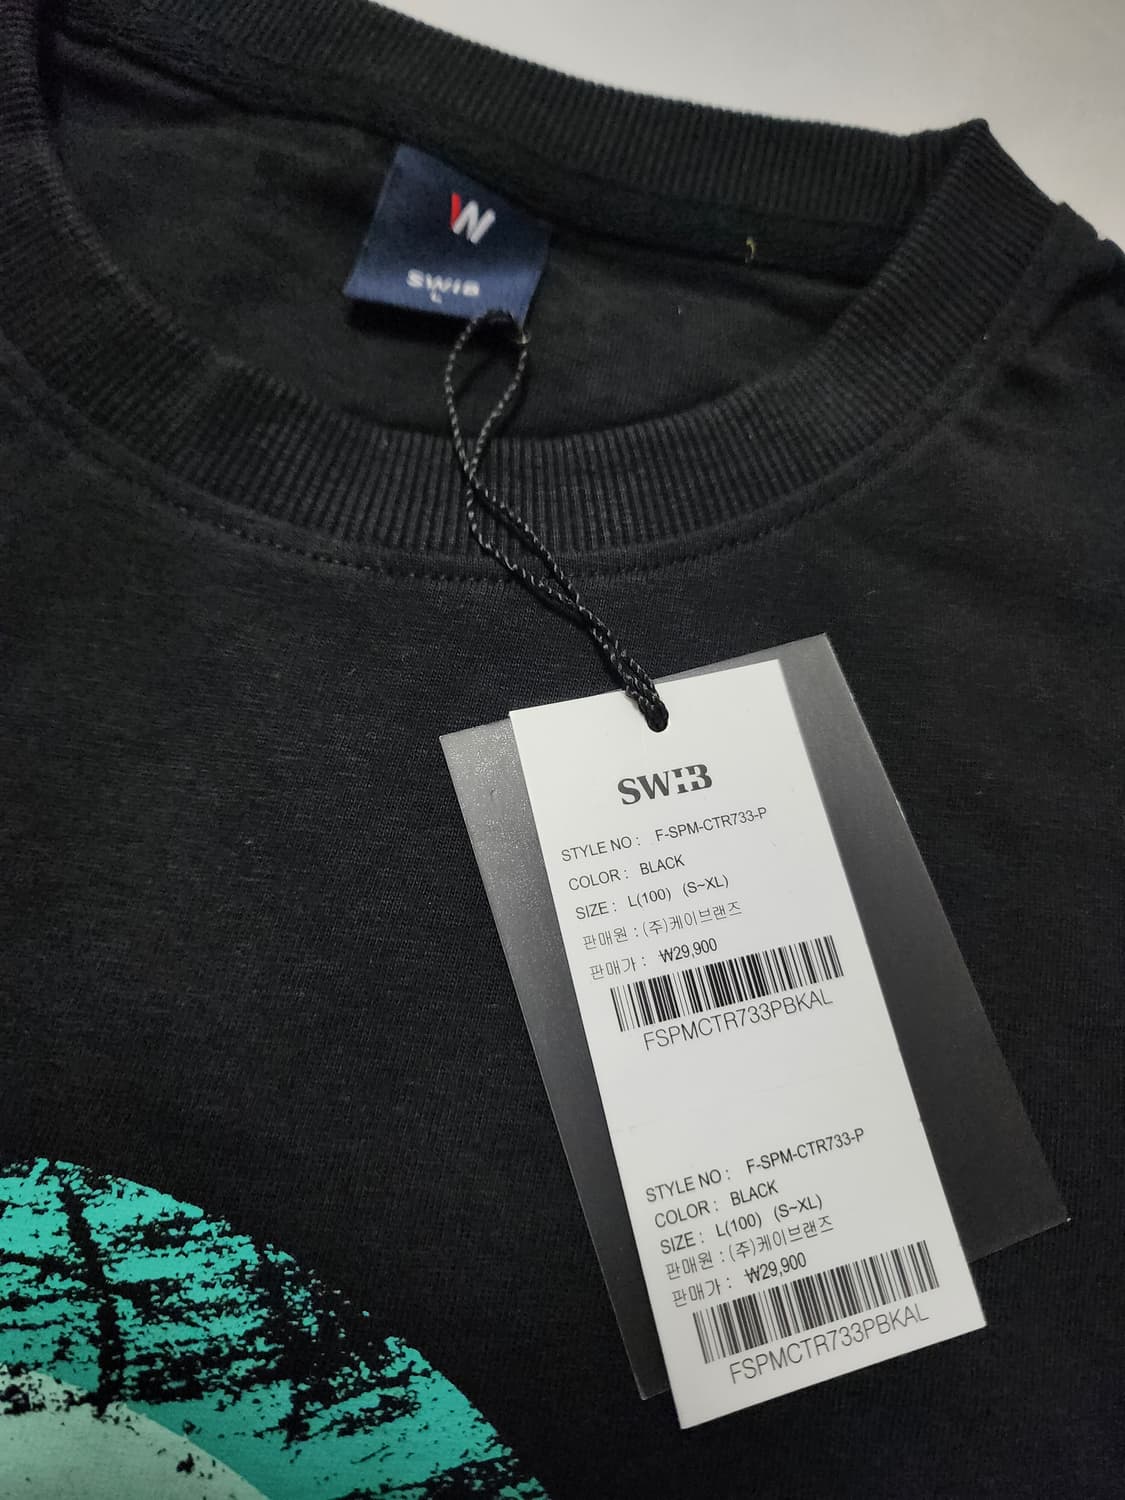 W
SWIB
L
SWIB
STYLE NO : F-SPM-CTR733-P
COLOR : BLACK
SIZE : L(100) (S~XL)
판매원 : (주)케이브랜즈
판매가 : ₩29,900
FSPMCTR733PBKAL
STYLE NO : F-SPM-CTR733-P
COLOR : BLACK
SIZE : L(100) (S~XL)
판매원 : (주)케이브랜즈
판매가 : ₩29,900
FSPMCTR733PBKAL